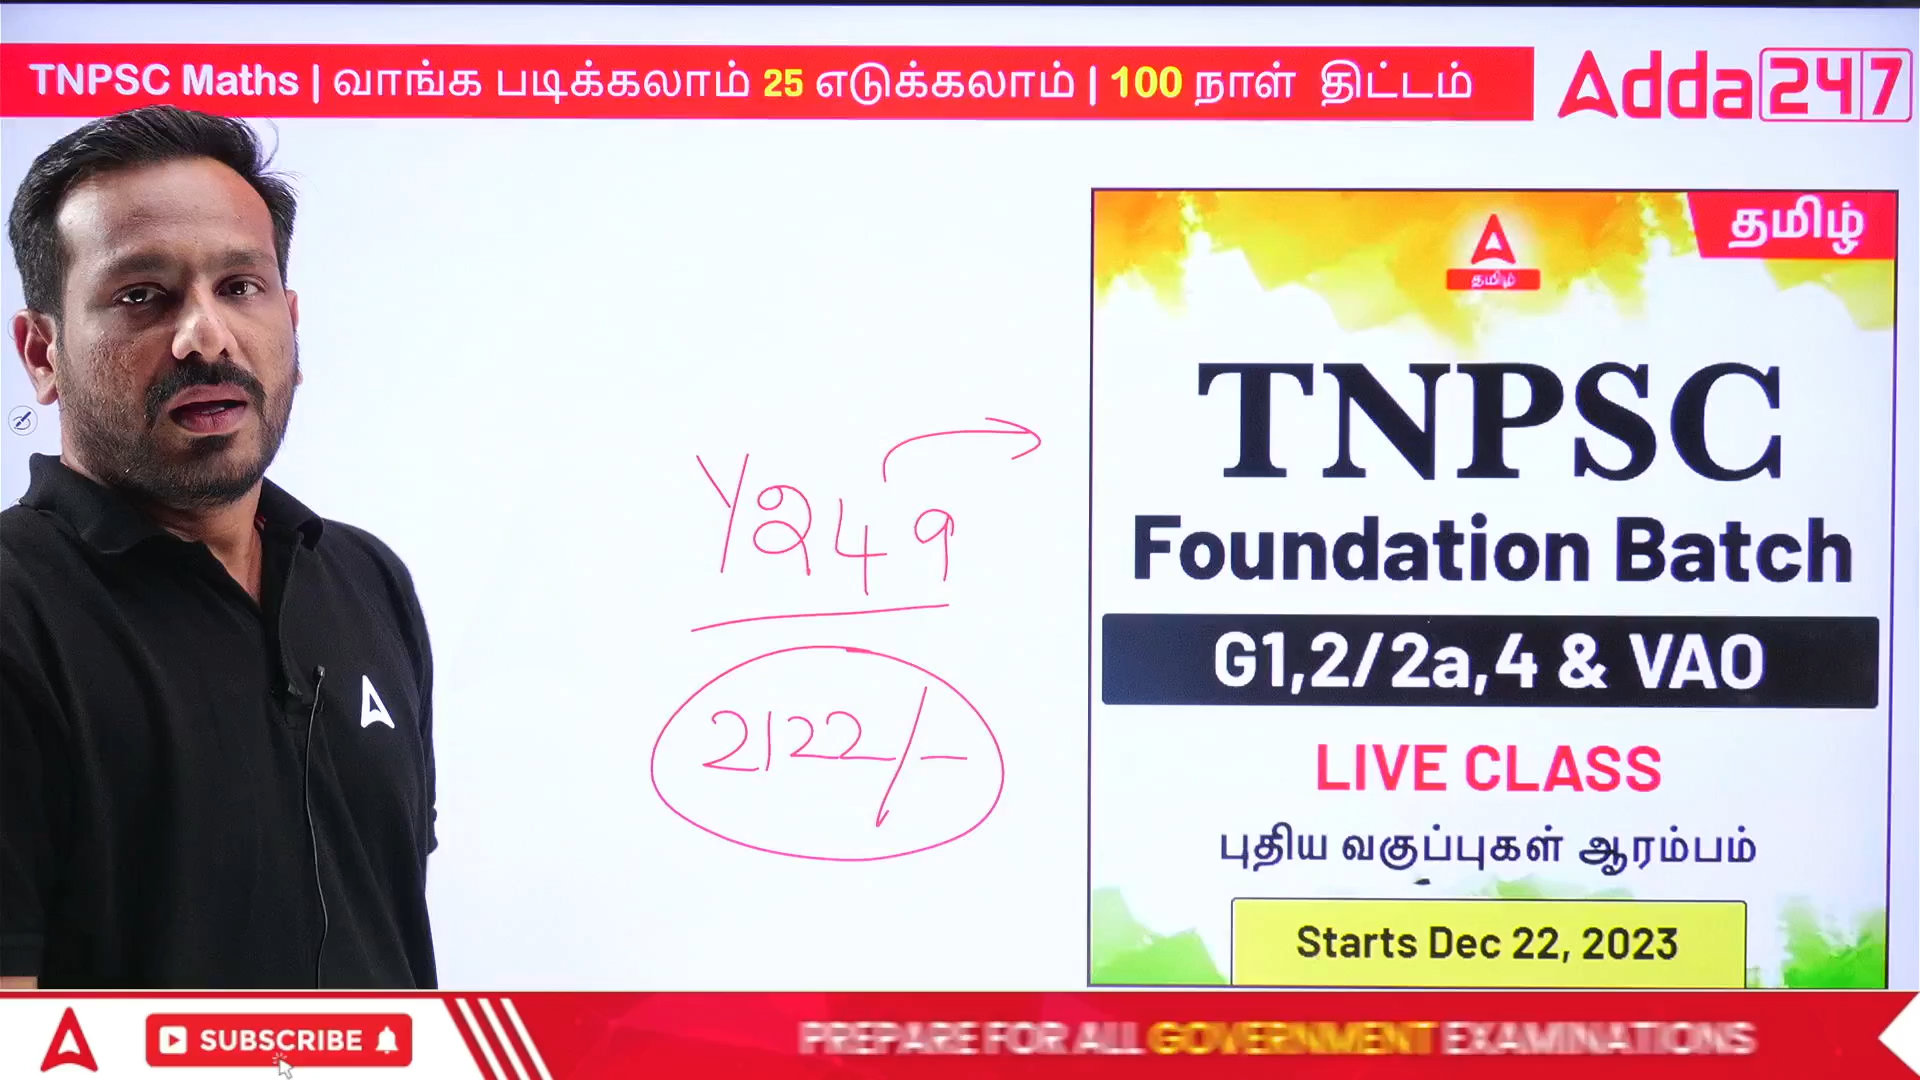 TNPSC Maths | வாங்க படிக்கலாம் 25 எடுக்கலாம் | 100 நாள் திட்டம்
Adda247
தமிழ்
தமிழ்
TNPSC
Foundation Batch
G1,2/2a,4 & VAO
LIVE CLASS
புதிய வகுப்புகள் ஆரம்பம்
Starts Dec 22, 2023
Y249
2122/-
SUBSCRIBE
PREPARE FOR ALL GOVERNMENT EXAMINATIONS